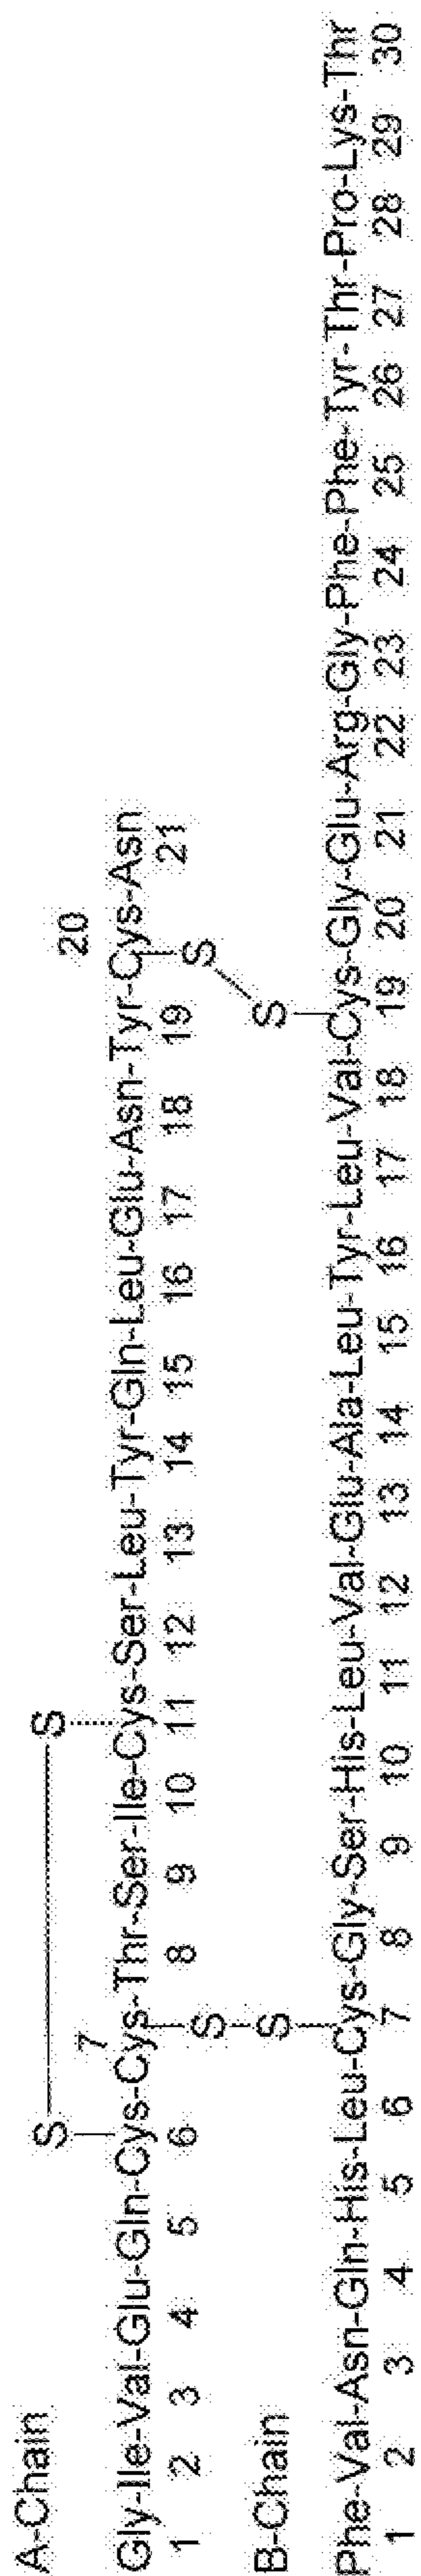 A-Chain
S S
7 20
Gly-Ile-Val-Glu-Gln-Cys-Cys-Thr-Ser-Ile-Cys-Ser-Leu-Tyr-Gln-Leu-Glu-Asn-Tyr-Cys-Asn
1 2 3 4 5 6 8 9 10 11 12 13 14 15 16 17 18 19 21
S S
B-Chain
S S
Phe-Val-Asn-Gln-His-Leu-Cys-Gly-Ser-His-Leu-Val-Glu-Ala-Leu-Tyr-Leu-Val-Cys-Gly-Glu-Arg-Gly-Phe-Phe-Tyr-Thr-Pro-Lys-Thr
1 2 3 4 5 6 7 8 9 10 11 12 13 14 15 16 17 18 19 20 21 22 23 24 25 26 27 28 29 30